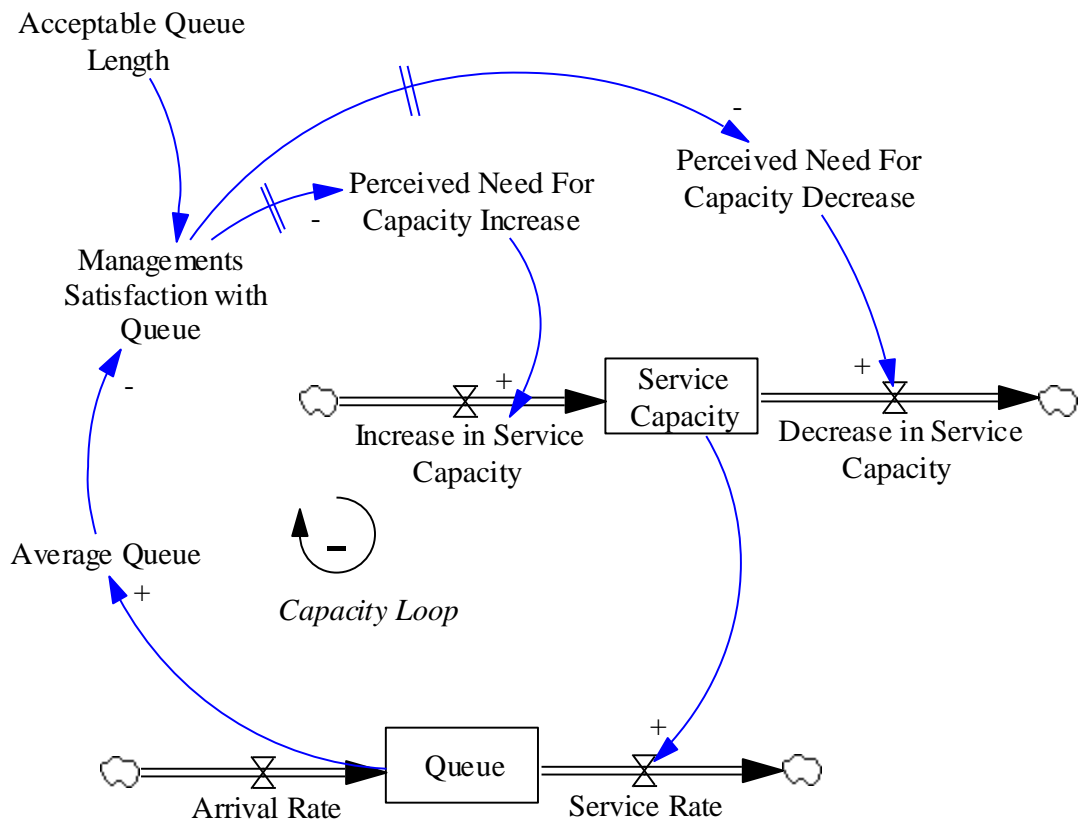 Acceptable Queue
Length
-
Perceived Need For
Capacity Decrease
Perceived Need For
Capacity Increase
-
Managements
Satisfaction with
Queue
-
+
Service
Capacity
+
Increase in Service
Capacity
Decrease in Service
Capacity
-
Capacity Loop
Average Queue
+
+
Queue
Arrival Rate
Service Rate